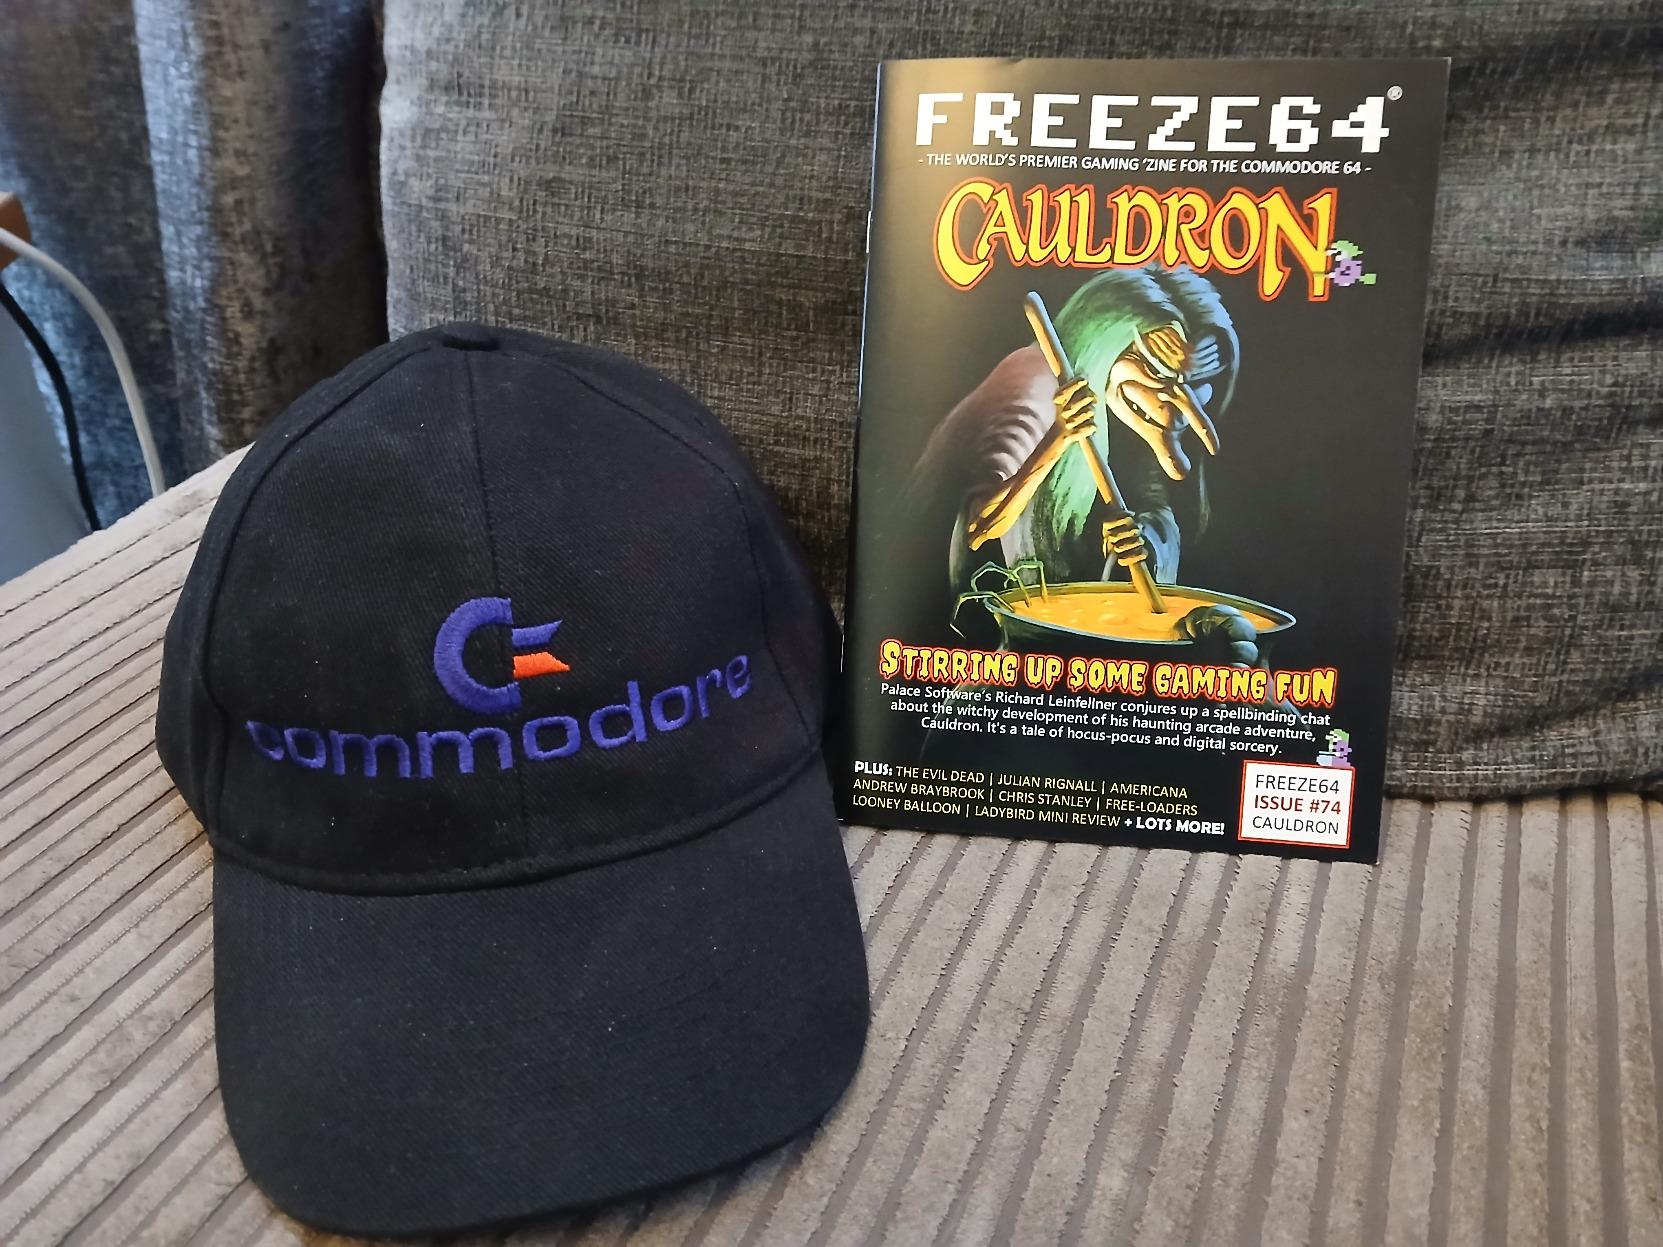 commodore
FREEZE64®
- THE WORLD'S PREMIER GAMING 'ZINE FOR THE COMMODORE 64 -
CAULDRON
STIRRING UP SOME GAMING FUN
Palace Software's Richard Leinfellner conjures up a spellbinding chat
about the witchy development of his haunting arcade adventure,
Cauldron. It's a tale of hocus-pocus and digital sorcery.
PLUS: THE EVIL DEAD | JULIAN RIGNALL | AMERICANA
ANDREW BRAYBROOK | CHRIS STANLEY | FREE-LOADERS
LOONEY BALLOON | LADYBIRD MINI REVIEW + LOTS MORE!
FREEZE64
ISSUE #74
CAULDRON